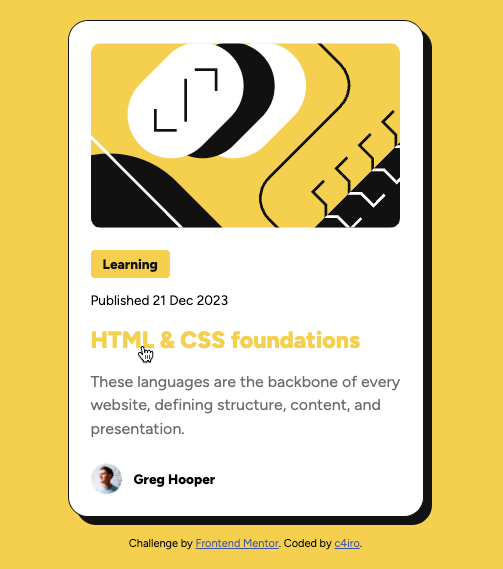 Learning
Published 21 Dec 2023
HTML & CSS foundations
These languages are the backbone of every
website, defining structure, content, and
presentation.
Greg Hooper
Challenge by Frontend Mentor. Coded by c4iro.